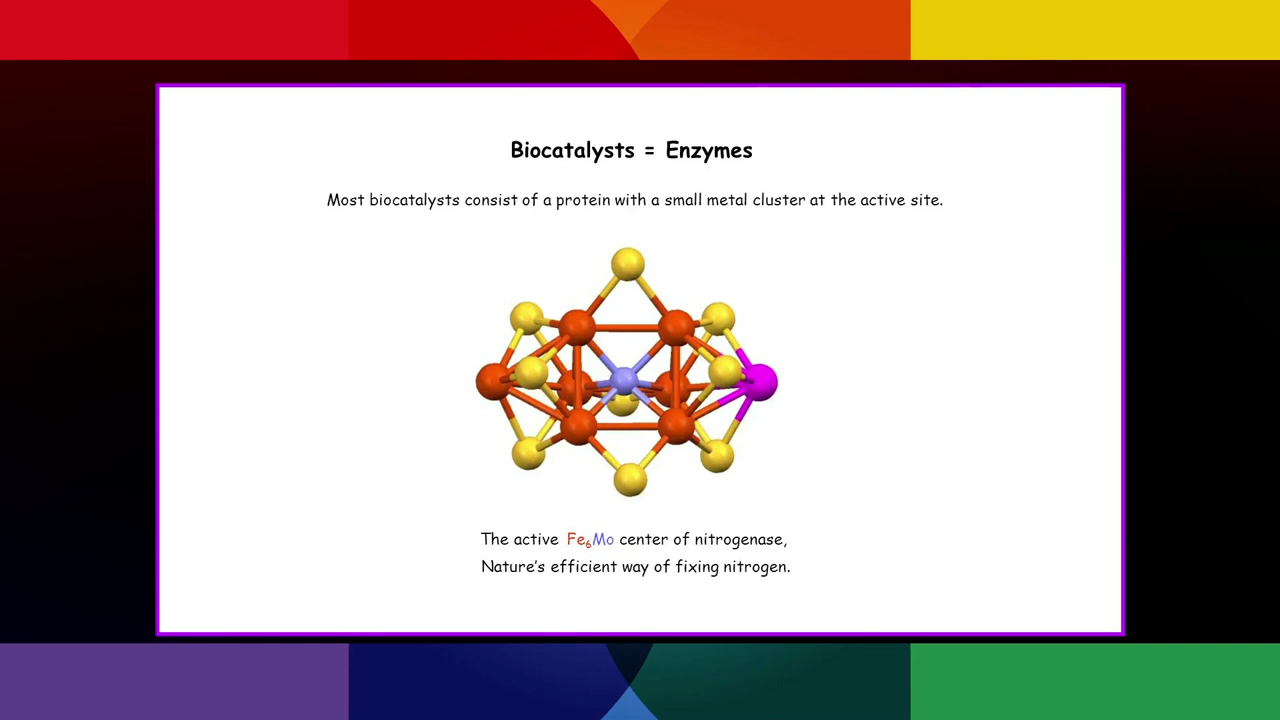 Biocatalysts = Enzymes
Most biocatalysts consist of a protein with a small metal cluster at the active site.
The active Fe₆Mo center of nitrogenase,
Nature's efficient way of fixing nitrogen.